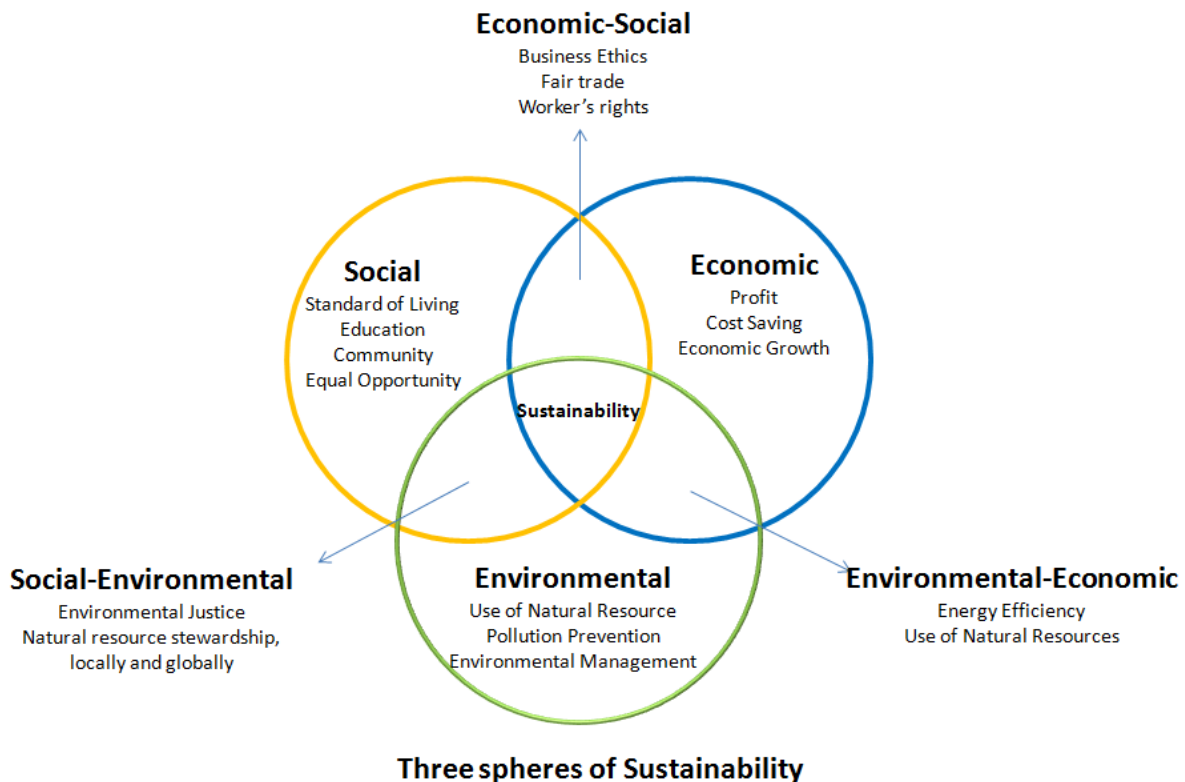 Economic-Social
Business Ethics
Fair trade
Worker's rights
Social
Standard of Living
Education
Community
Equal Opportunity
Economic
Profit
Cost Saving
Economic Growth
Sustainability
Social-Environmental
Environmental Justice
Natural resource stewardship,
locally and globally
Environmental
Use of Natural Resource
Pollution Prevention
Environmental Management
Environmental-Economic
Energy Efficiency
Use of Natural Resources
Three spheres of Sustainability